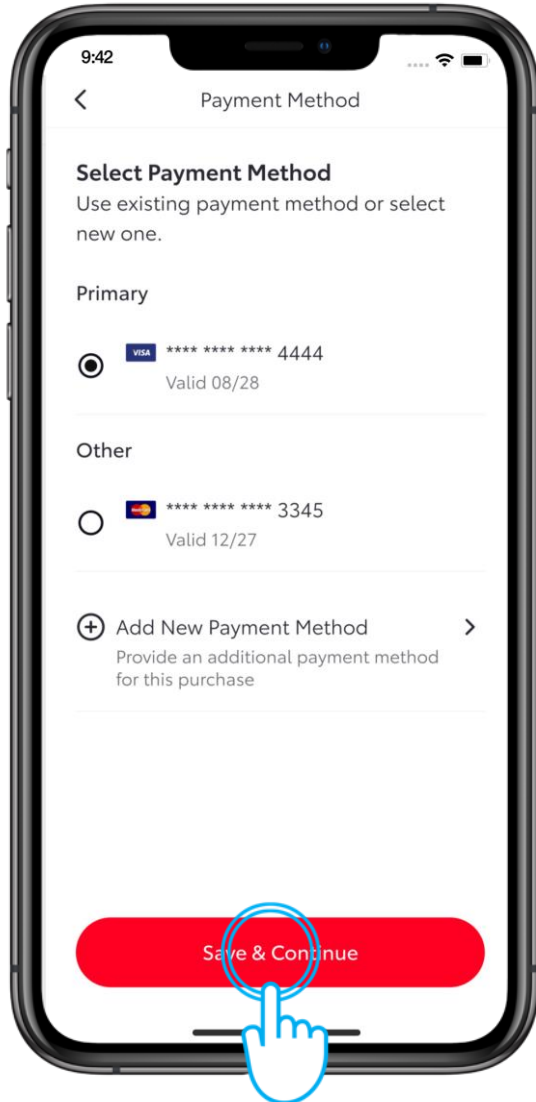 9:42
Payment Method
Select Payment Method
Use existing payment method or select
new one.
Primary
VISA **** **** **** 4444
Valid 08/28
Other
**** **** **** 3345
Valid 12/27
Add New Payment Method
Provide an additional payment method
for this purchase
Save & Continue